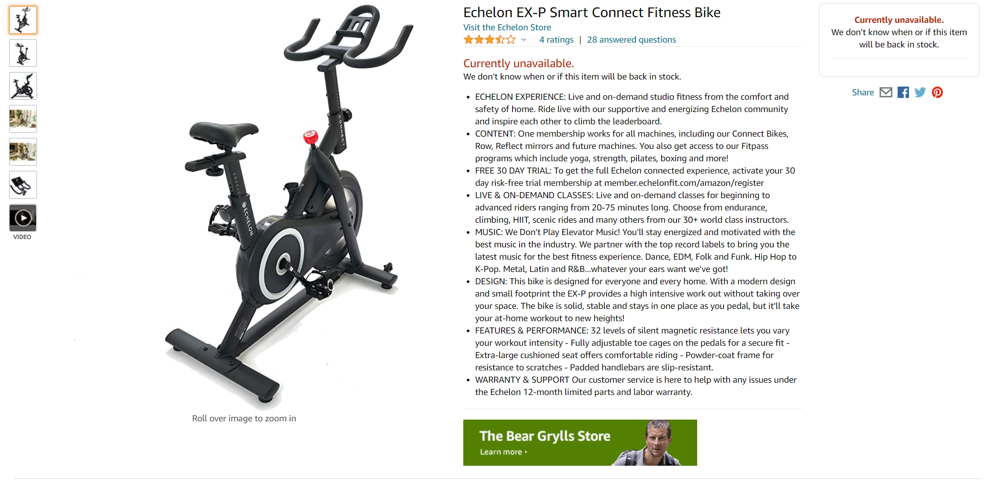 VIDEO
CONNECT
ECHELON
Roll over image to zoom in
Echelon EX-P Smart Connect Fitness Bike
Visit the Echelon Store
4 ratings | 28 answered questions
Currently unavailable.
We don't know when or if this item will be back in stock.
• ECHELON EXPERIENCE: Live and on-demand studio fitness from the comfort and
safety of home. Ride live with our supportive and energizing Echelon community
and inspire each other to climb the leaderboard.
• CONTENT: One membership works for all machines, including our Connect Bikes,
Row, Reflect mirrors and future machines. You also get access to our Fitpass
programs which include yoga, strength, pilates, boxing and more!
• FREE 30 DAY TRIAL: To get the full Echelon connected experience, activate your 30
day risk-free trial membership at member.echelonfit.com/amazon/register
• LIVE & ON-DEMAND CLASSES: Live and on-demand classes for beginning to
advanced riders ranging from 20-75 minutes long. Choose from endurance,
climbing, HIIT, scenic rides and many others from our 30+ world class instructors.
• MUSIC: We Don't Play Elevator Music! You'll stay energized and motivated with the
best music in the industry. We partner with the top record labels to bring you the
latest music for the best fitness experience. Dance, EDM, Folk and Funk. Hip Hop to
K-Pop. Metal, Latin and R&B...whatever your ears want we've got!
• DESIGN: This bike is designed for everyone and every home. With a modern design
and small footprint the EX-P provides a high intensive work out without taking over
your space. The bike is solid, stable and stays in one place as you pedal, but it'll take
your at-home workout to new heights!
• FEATURES & PERFORMANCE: 32 levels of silent magnetic resistance lets you vary
your workout intensity - Fully adjustable toe cages on the pedals for a secure fit -
Extra-large cushioned seat offers comfortable riding - Powder-coat frame for
resistance to scratches - Padded handlebars are slip-resistant.
• WARRANTY & SUPPORT Our customer service is here to help with any issues under
the Echelon 12-month limited parts and labor warranty.
The Bear Grylls Store
Learn more
Currently unavailable.
We don't know when or if this item
will be back in stock.
Share